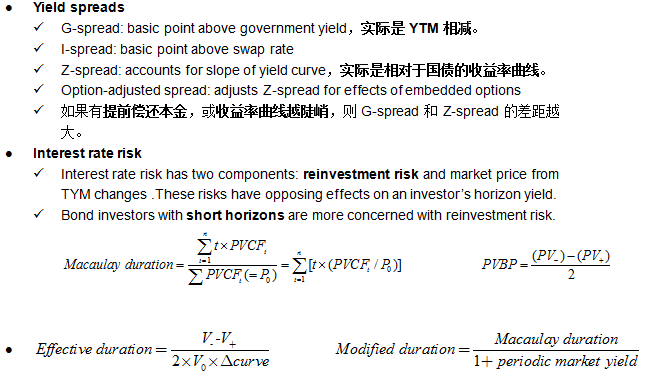 ● Yield spreads
✓ G-spread: basic point above government yield，实际是 YTM 相减。
✓ I-spread: basic point above swap rate
✓ Z-spread: accounts for slope of yield curve，实际是相对于国债的收益率曲线。
✓ Option-adjusted spread: adjusts Z-spread for effects of embedded options
✓ 如果有提前偿还本金，或收益率曲线越陡峭，则 G-spread 和 Z-spread 的差距越
大。
● Interest rate risk
✓ Interest rate risk has two components: reinvestment risk and market price from
TYM changes .These risks have opposing effects on an investor's horizon yield.
✓ Bond investors with short horizons are more concerned with reinvestment risk.
Macaulay duration = \frac{\sum_{t=1}^{n} t×PVCF_t}{\sum PVCF_t(=P_0)} = \sum_{t=1}^{n}[t×(PVCF_t / P_0)] PVBP = \frac{(PV_-)-(PV_+)}{2}
● Effective duration = \frac{V_- - V_+}{2×V_0×Δcurve} Modified duration = \frac{Macaulay duration}{1+ periodic market yield}